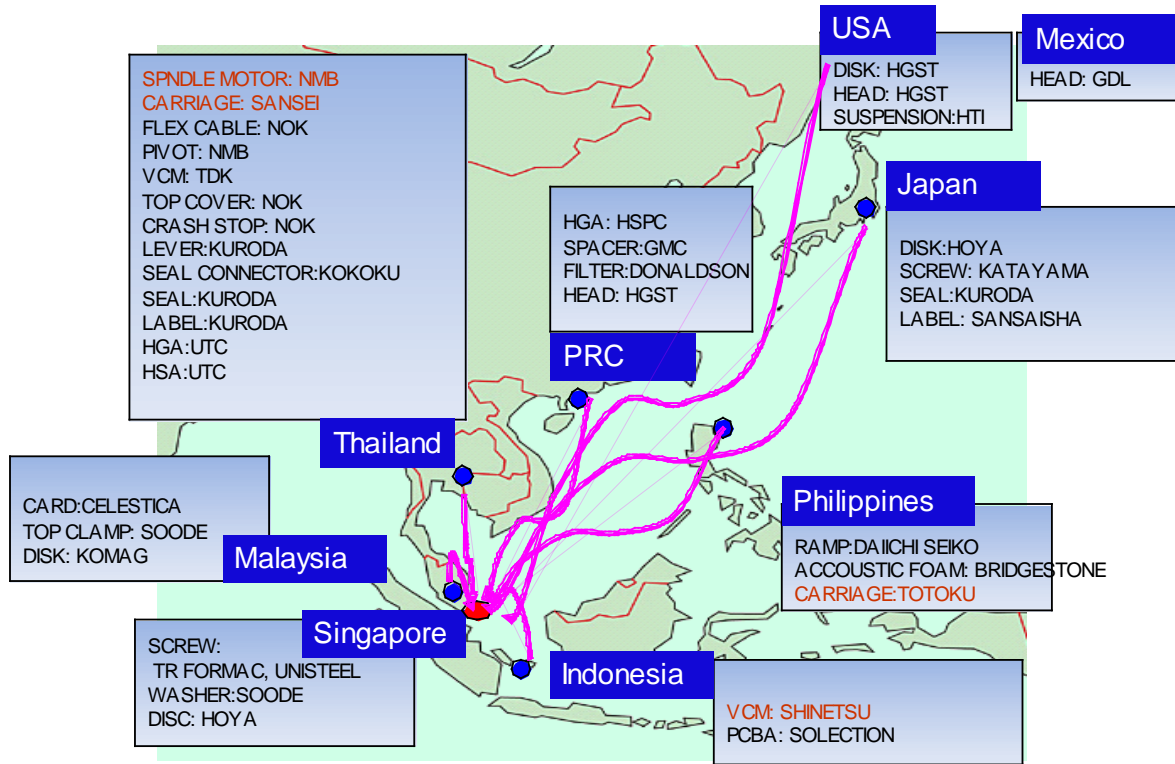 USA
DISK: HGST
HEAD: HGST
SUSPENSION:HTI
Mexico
HEAD: GDL
SPNDLE MOTOR: NMB
CARRIAGE: SANSEI
FLEX CABLE: NOK
PIVOT: NMB
VCM: TDK
TOP COVER: NOK
CRASH STOP: NOK
LEVER:KURODA
SEAL CONNECTOR:KOKOKU
SEAL:KURODA
LABEL:KURODA
HGA:UTC
HSA:UTC
Thailand
HGA: HSPC
SPACER:GMC
FILTER:DONALDSON
HEAD: HGST
PRC
Japan
DISK:HOYA
SCREW: KATAYAMA
SEAL:KURODA
LABEL: SANSAISHA
CARD:CELESTICA
TOP CLAMP: SOODE
DISK: KOMAG
Malaysia
Philippines
RAMP:DAIICHI SEIKO
ACCOUSTIC FOAM: BRIDGESTONE
CARRIAGE:TOTOKU
Singapore
SCREW:
TR FORMAC, UNISTEEL
WASHER:SOODE
DISC: HOYA
Indonesia
VCM: SHINETSU
PCBA: SOLECTION